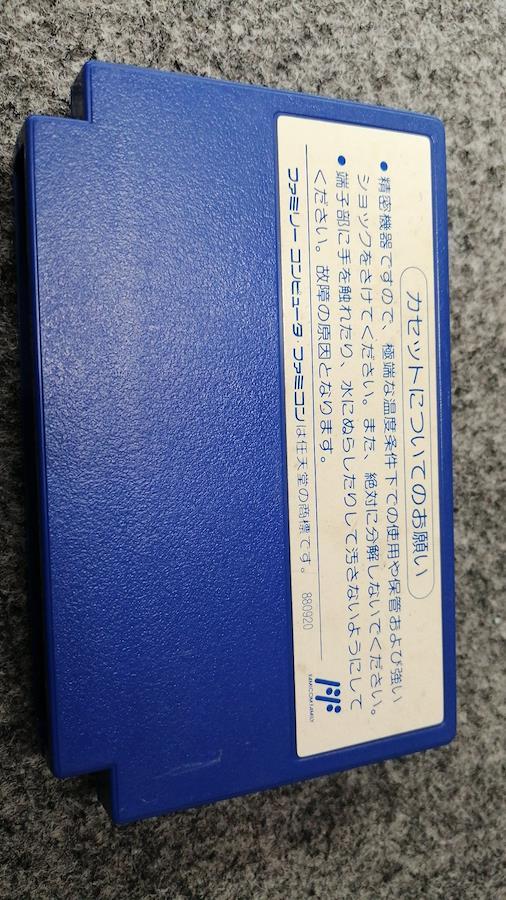 カセットについてのお願い
●精密機器ですので、極端な温度条件下での使用や保管および強い
ショックをさけてください。また、絶対に分解しないでください。
●端子部に手を触れたり、水にぬらしたりして汚さないようにして
ください。故障の原因となります。
ファミリーコンピュータ・ファミコンは任天堂の商標です。 880920
FAMICOM FAMILY